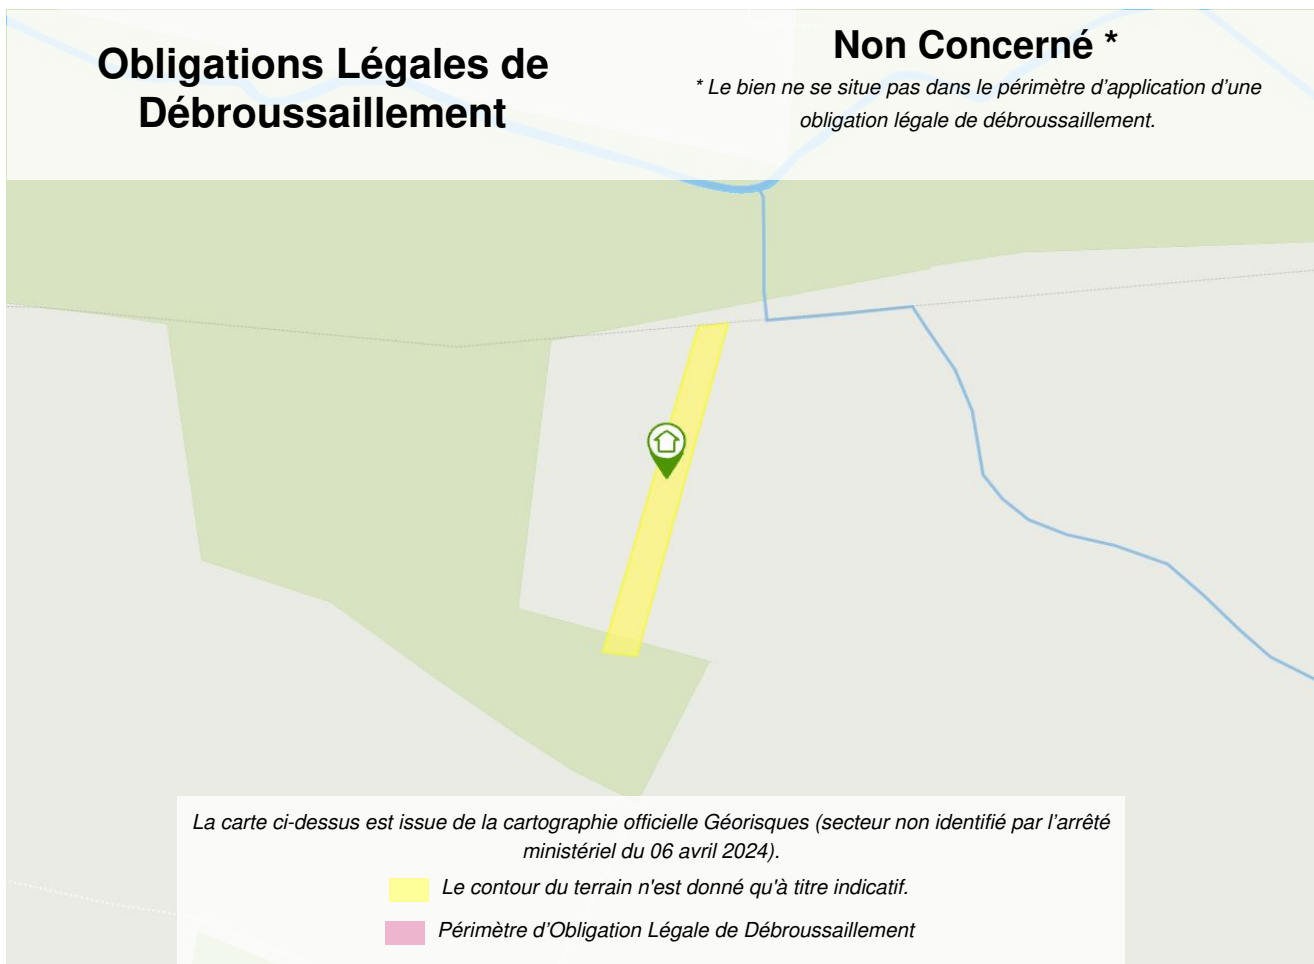 Obligations Légales de
Débroussaillement
Non Concerné *
* Le bien ne se situe pas dans le périmètre d'application d'une
obligation légale de débroussaillement.
La carte ci-dessus est issue de la cartographie officielle Géorisques (secteur non identifié par l'arrêté
ministériel du 06 avril 2024).
Le contour du terrain n'est donné qu'à titre indicatif.
Périmètre d'Obligation Légale de Débroussaillement